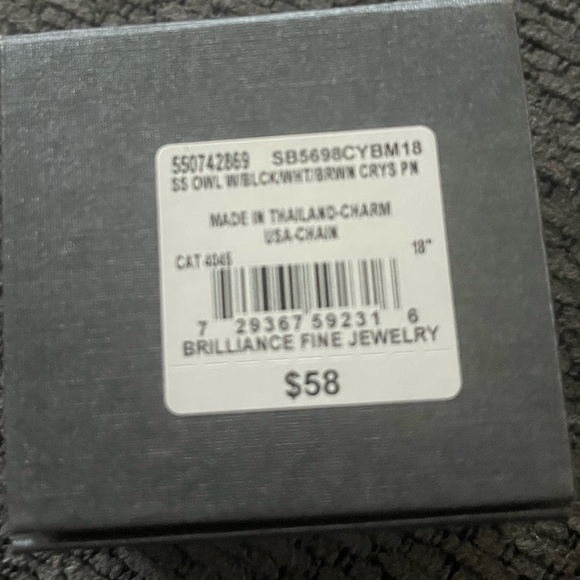 550742869 SB5698CYBM18
SS OWL W/BLCK/WHT/BRWN CRYS PN
MADE IN THAILAND-CHARM
USA-CHAIN
CAT 4045 18"
7 29367 59231 6
BRILLIANCE FINE JEWELRY
$58